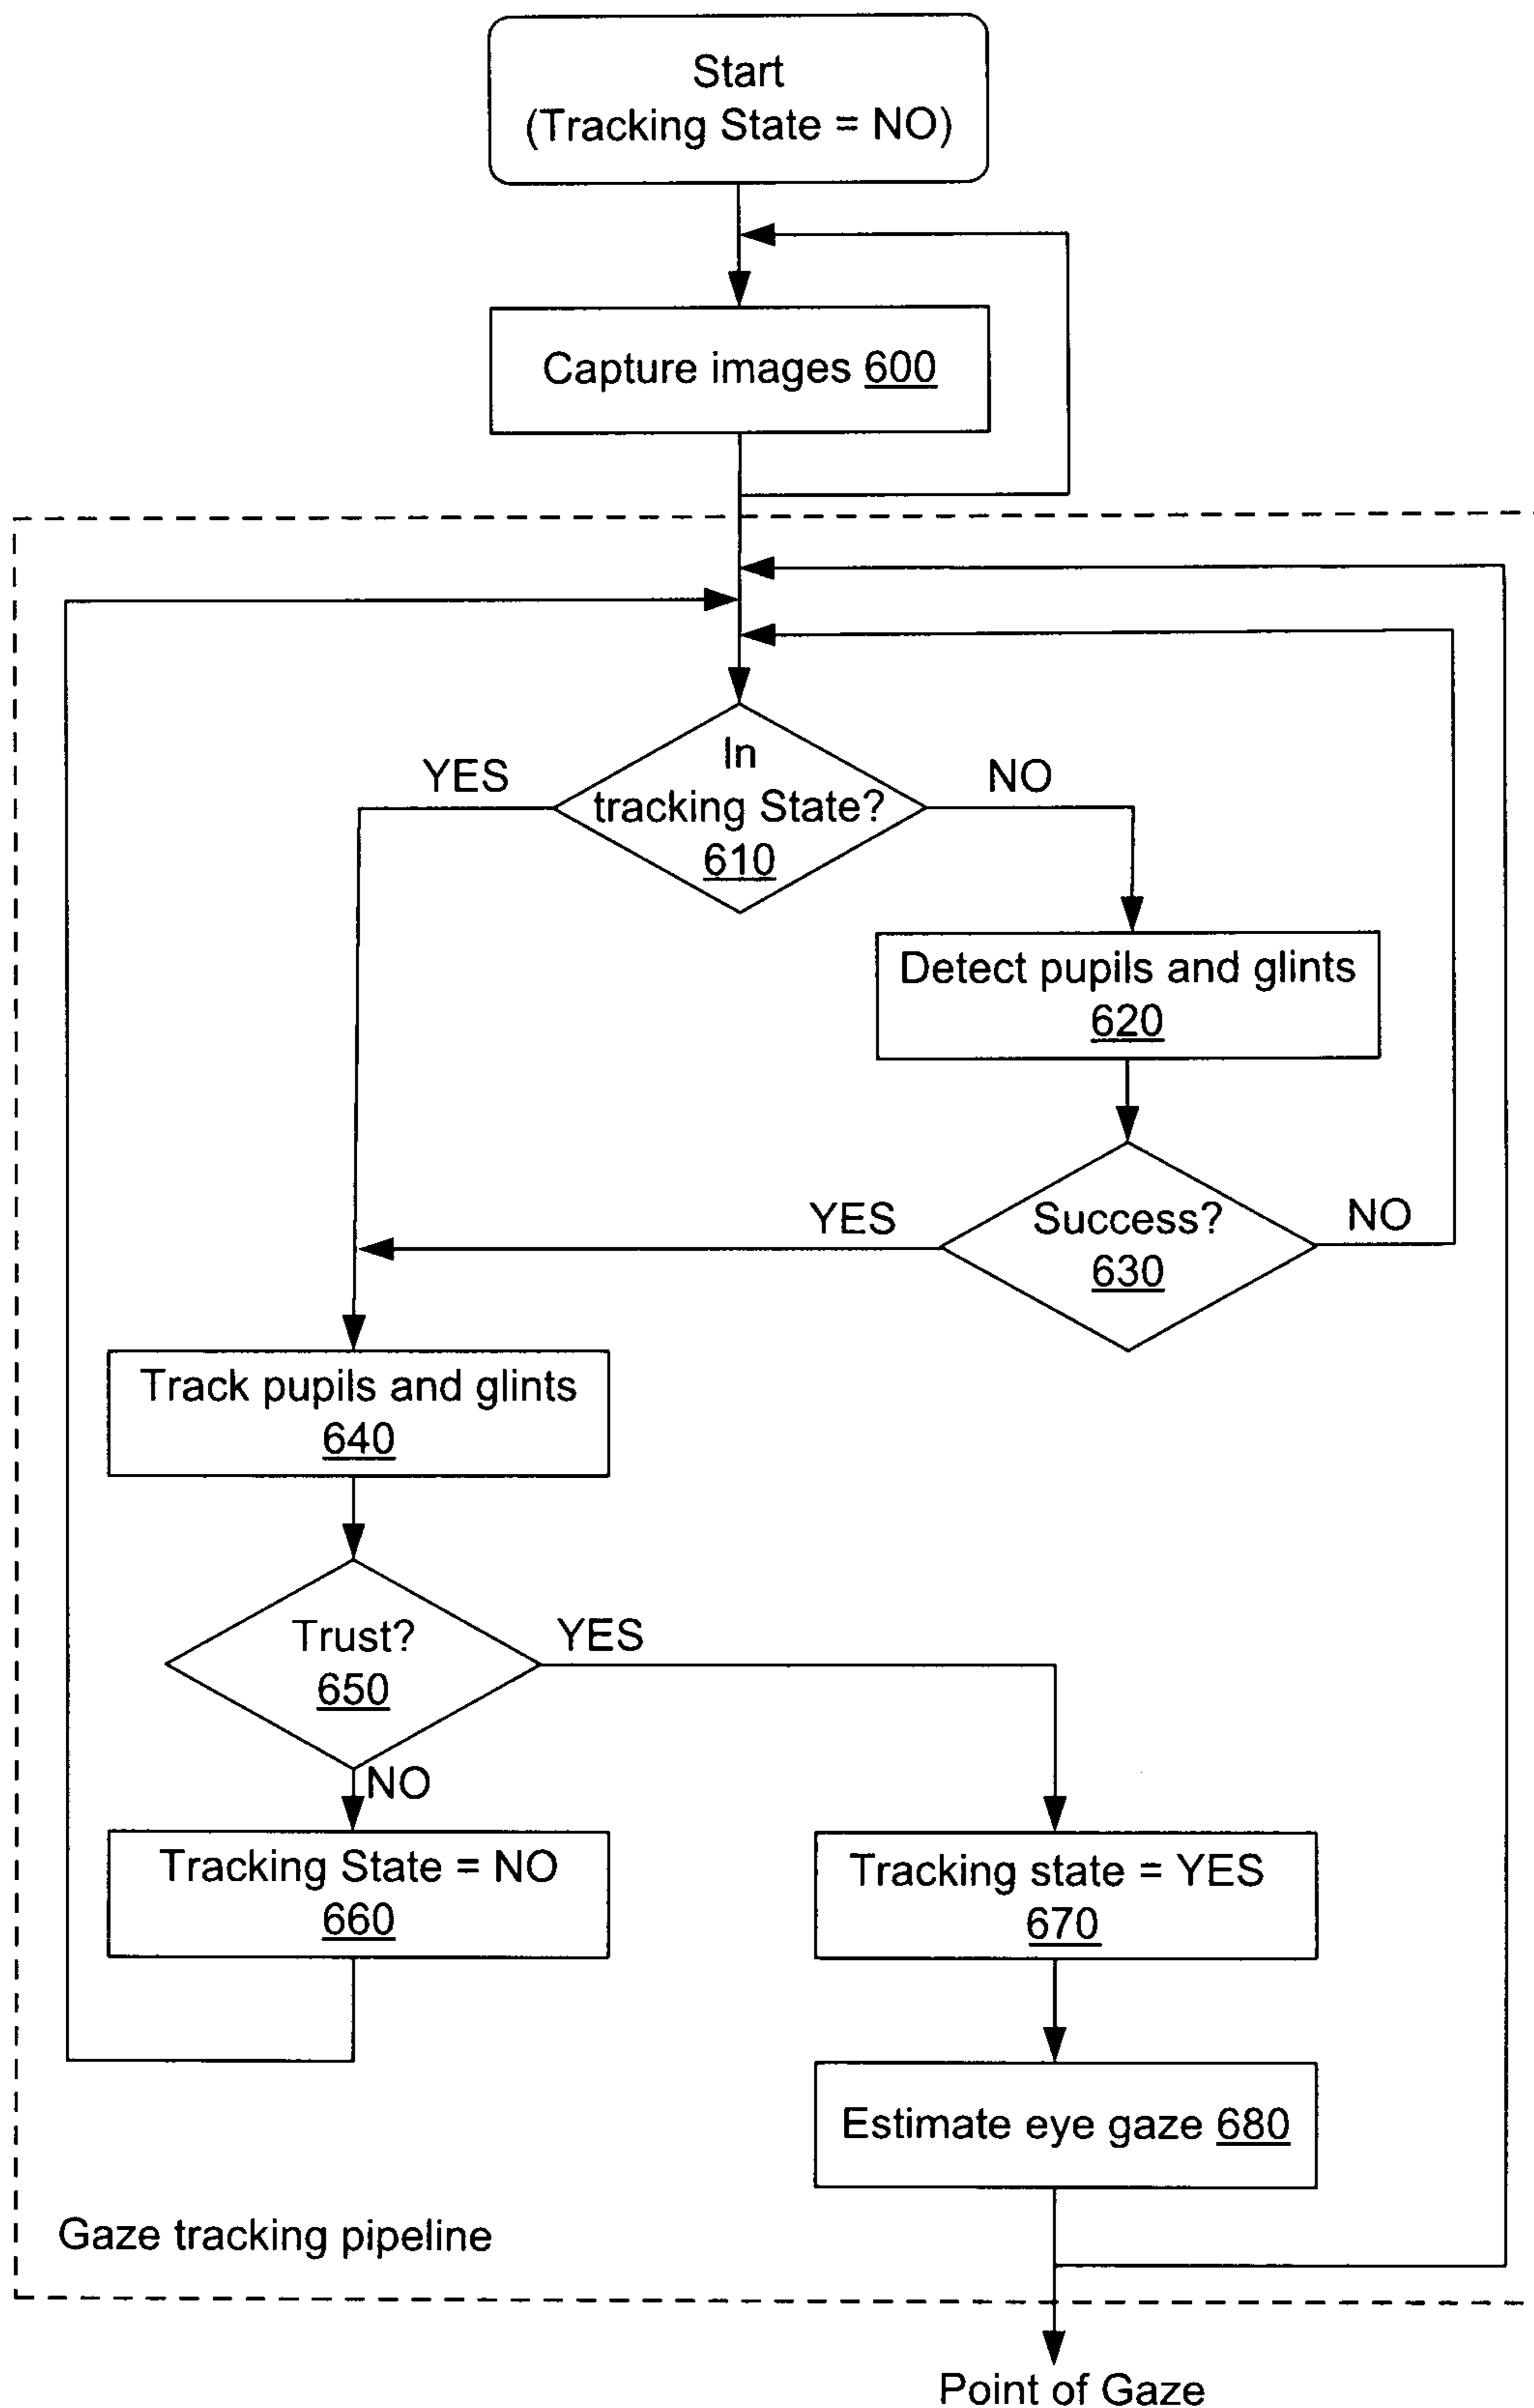 Start
(Tracking State = NO)
Capture images 600
In
tracking State?
610
YES
NO
Detect pupils and glints
620
Success?
630
YES
NO
Track pupils and glints
640
Trust?
650
YES
NO
Tracking State = NO
660
Tracking state = YES
670
Estimate eye gaze 680
Gaze tracking pipeline
Point of Gaze